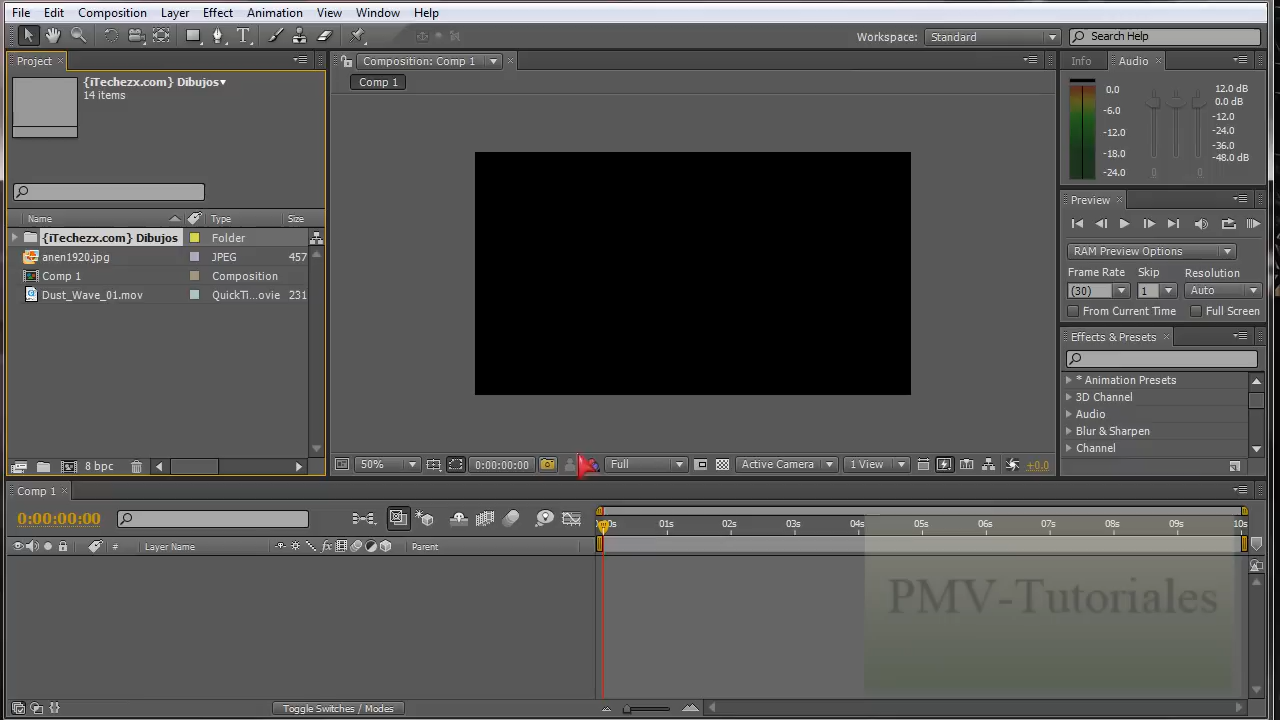 File Edit Composition Layer Effect Animation View Window Help
Workspace: Standard Search Help
Project
{iTechezx.com} Dibujos▾
14 items
Name Type Size
{iTechezx.com} Dibujos Folder
anen1920.jpg JPEG 457
Comp 1 Composition
Dust_Wave_01.mov QuickTi...ovie 231
8 bpc
Composition: Comp 1
Comp 1
50% 0:00:00:00 Full Active Camera 1 View +0.0
Info Audio
0.0 12.0 dB
-6.0 0.0 dB
-12.0 -12.0 dB
-18.0 -24.0 dB
-24.0 -36.0 dB
-48.0 dB
0 0
Preview
RAM Preview Options
Frame Rate Skip Resolution
(30) 1 Auto
From Current Time Full Screen
Effects & Presets
* Animation Presets
3D Channel
Audio
Blur & Sharpen
Channel
Comp 1
0:00:00:00
# Layer Name fx Parent
01s 02s 03s 04s 05s 06s 07s 08s 09s 10s
PMV-Tutoriales
Toggle Switches / Modes